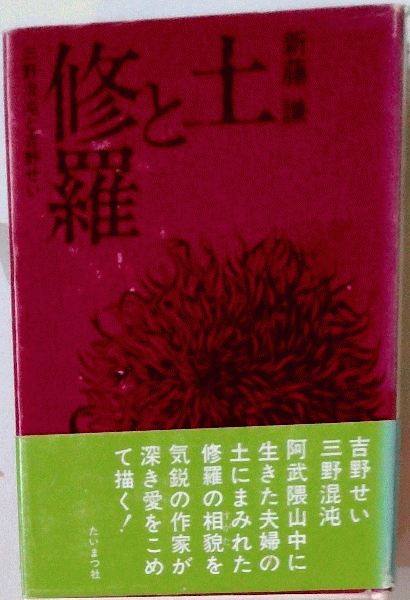 新藤謙
土と
修羅
三野混沌と吉野せい
吉野せい
三野混沌
阿武隈山中に
生きた夫婦の
土にまみれた
修羅の相貌を
気鋭の作家が
深き愛をこめ
て描く！
たいまつ社